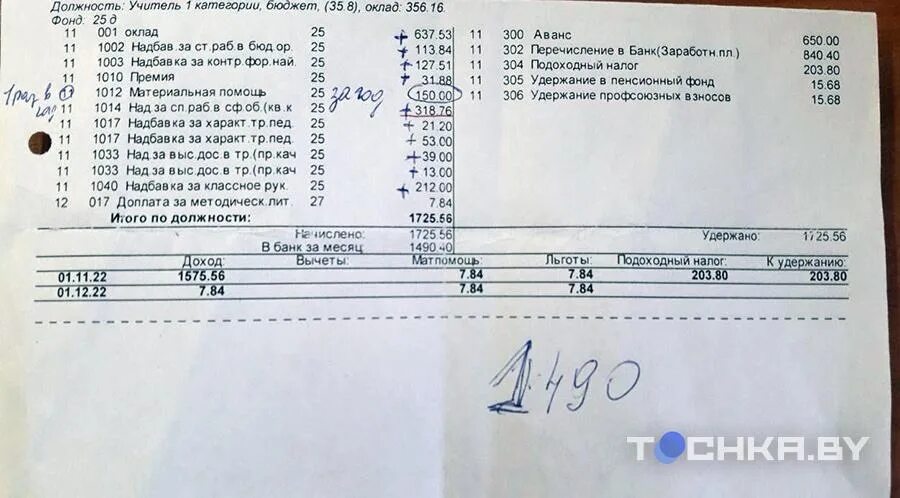 Должность: Учитель 1 категории, бюджет, (35.8), оклад: 356.16.
Фонд: 25 д
11 001 оклад 25 + 637.53 11 300 Аванс 650.00
11 1002 Надбав.за ст.раб.в бюд.ор. 25 + 113.84 11 302 Перечисление в Банк(Заработн.пл.) 840.40
11 1003 Надбавка за контр.фор.най. 25 + 127.51 11 304 Подоходный налог 203.80
11 1010 Премия 25 + 31.88 11 305 Удержание в пенсионный фонд 15.68
1 раз в год 11 1012 Материальная помощь 25 за год 150.00 11 306 Удержание профсоюзных взносов 15.68
11 1014 Над.за сп.раб.в сф.об.(кв.к 25 + 318.76
11 1017 Надбавка за характ.тр.пед. 25 + 21.20
11 1017 Надбавка за характ.тр.пед. 25 + 53.00
11 1033 Над.за выс.дос.в тр.(пр.кач 25 + 39.00
11 1033 Над.за выс.дос.в тр.(пр.кач 25 + 13.00
11 1040 Надбавка за классное рук. 25 + 212.00
12 017 Доплата за методическ.лит. 27 7.84
Итого по должности: 1725.56
Начислено: 1725.56 Удержано: 1725.56
В банк за месяц: 1490.40
Доход: Вычеты: Матпомощь: Льготы: Подоходный налог: К удержанию:
01.11.22 1575.56 7.84 7.84 203.80 203.80
01.12.22 7.84 7.84 7.84
1490
TOCHKA.BY